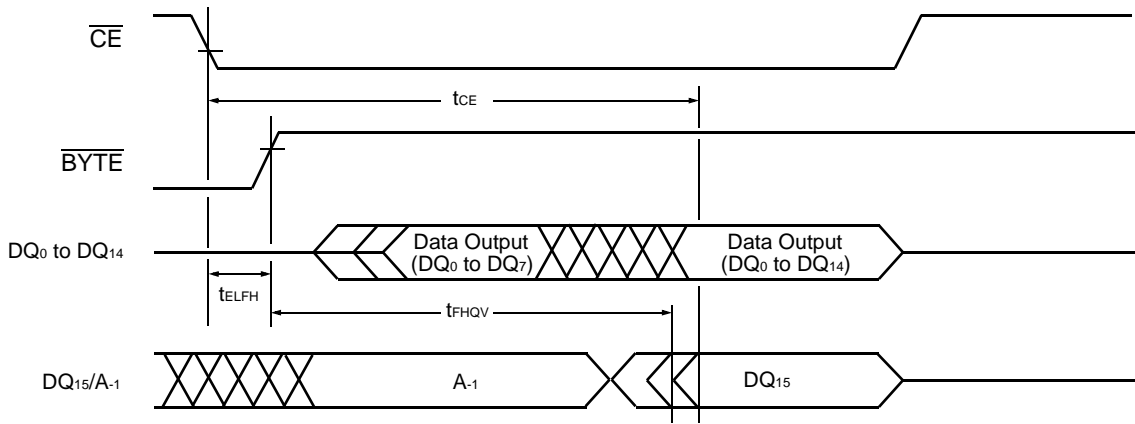 CE
tCE
BYTE
DQ0 to DQ14
Data Output
(DQ0 to DQ7)
Data Output
(DQ0 to DQ14)
tELFH
tFHQV
DQ15/A-1
A-1
DQ15